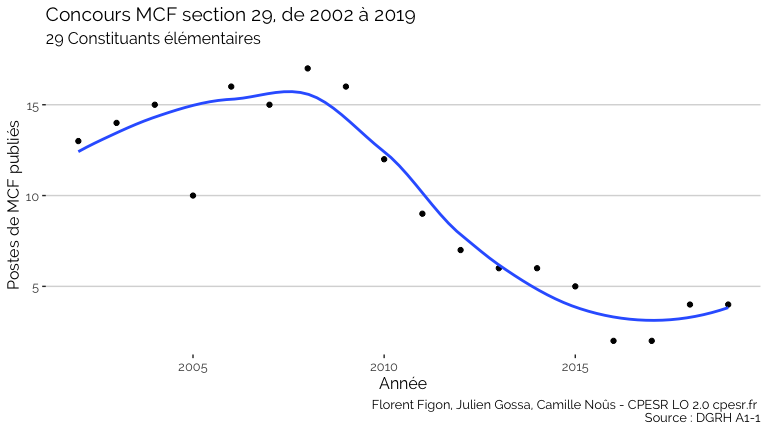 Concours MCF section 29, de 2002 à 2019
29 Constituants élémentaires
Postes de MCF publiés
15
10
5
2005
2010
2015
Année
Florent Figon, Julien Gossa, Camille Noûs - CPESR LO 2.0 cpesr.fr
Source : DGRH A1-1